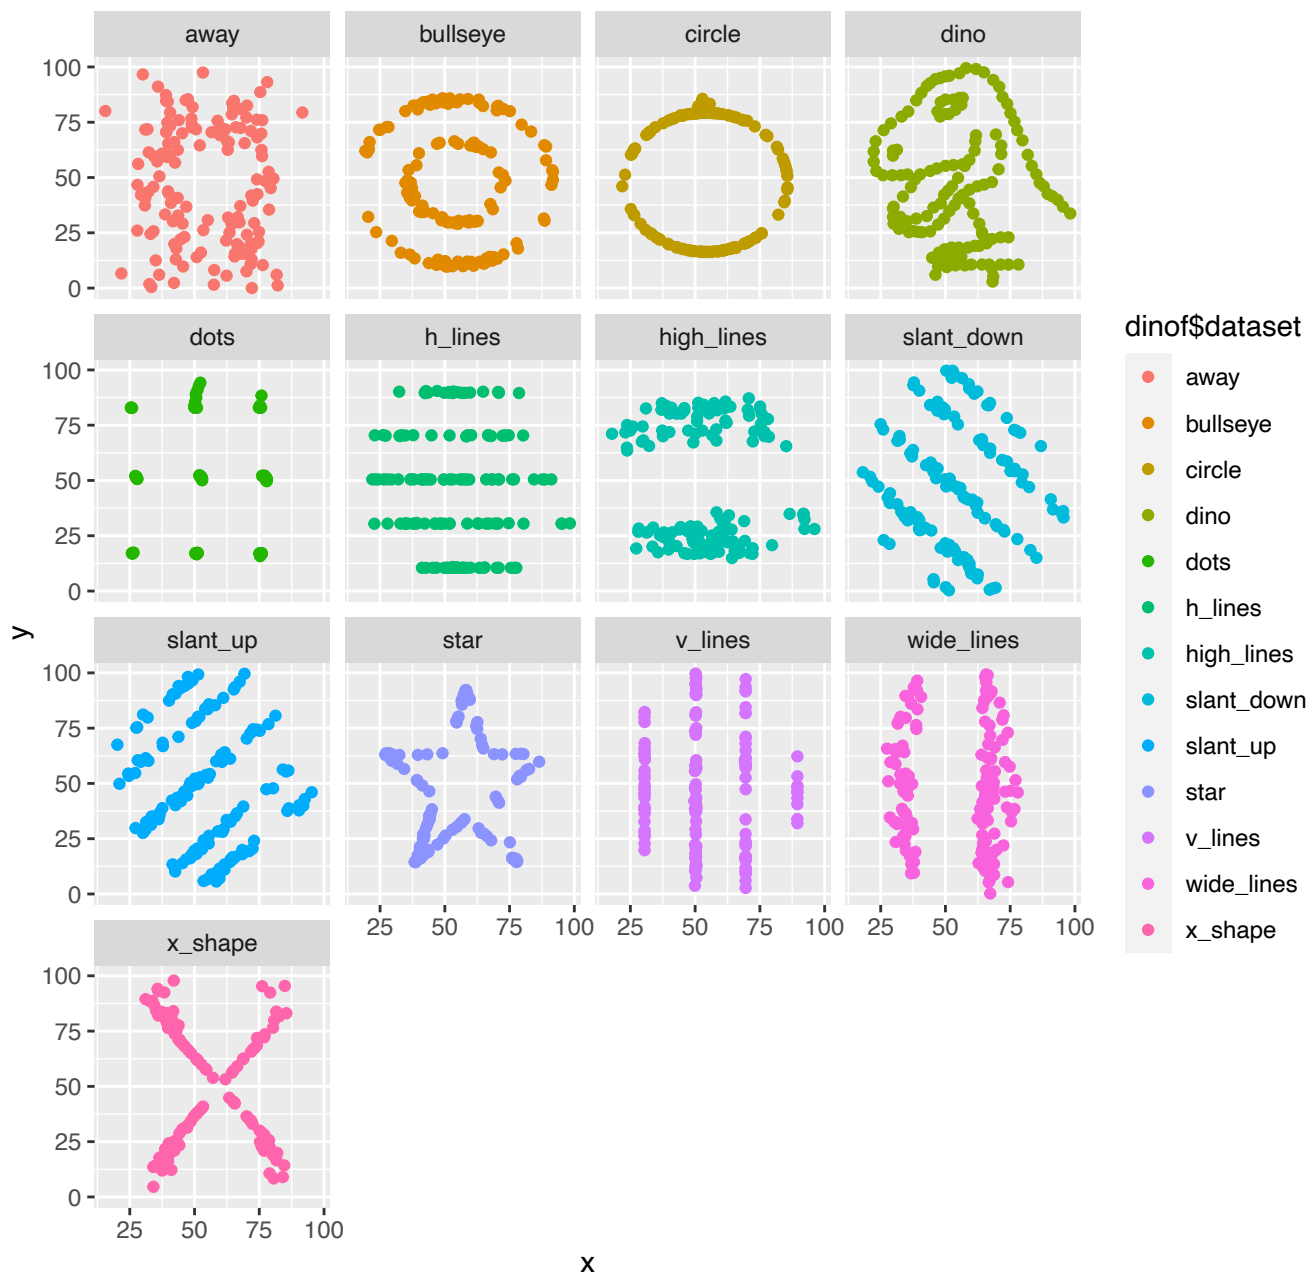 away bullseye circle dino
100
75
50
25
0
dots h_lines high_lines slant_down
100
75
50
25
0
slant_up star v_lines wide_lines
100
75
50
25
0
25 50 75 100 25 50 75 100 25 50 75 100
x_shape
100
75
50
25
0
25 50 75 100
x
y
dinof$dataset
away
bullseye
circle
dino
dots
h_lines
high_lines
slant_down
slant_up
star
v_lines
wide_lines
x_shape